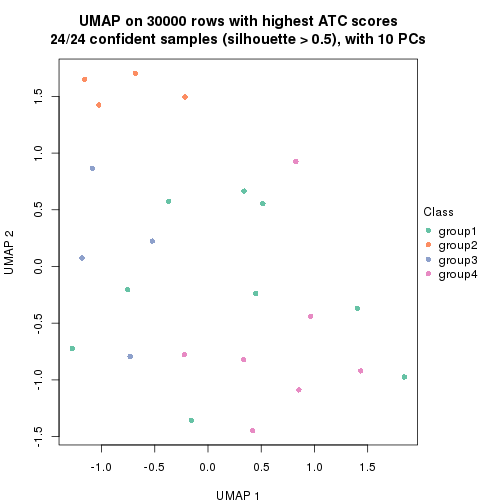 UMAP on 30000 rows with highest ATC scores
24/24 confident samples (silhouette > 0.5), with 10 PCs
UMAP 2
1.5
1.0
0.5
0.0
-0.5
-1.0
-1.5
-1.0
-0.5
0.0
0.5
1.0
1.5
UMAP 1
Class
group1
group2
group3
group4